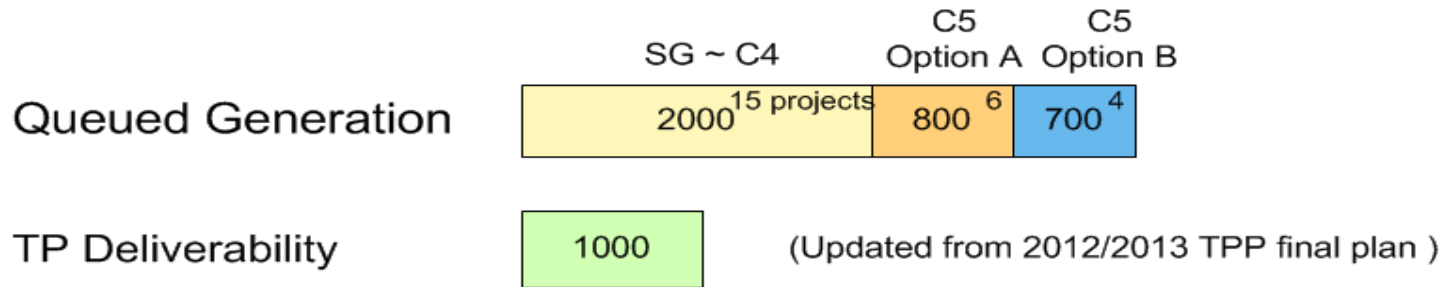 C5 C5
SG ~ C4 Option A Option B
Queued Generation 2000 15 projects 800 6 700 4
TP Deliverability 1000 (Updated from 2012/2013 TPP final plan )